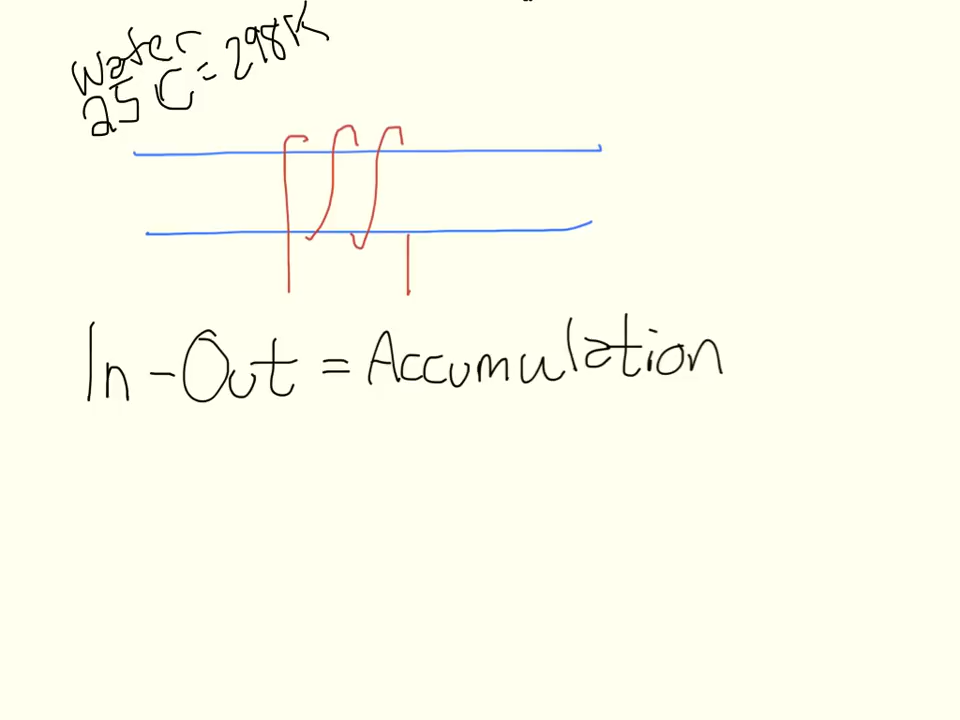 Water
25 C = 298K
In - Out = Accumulation